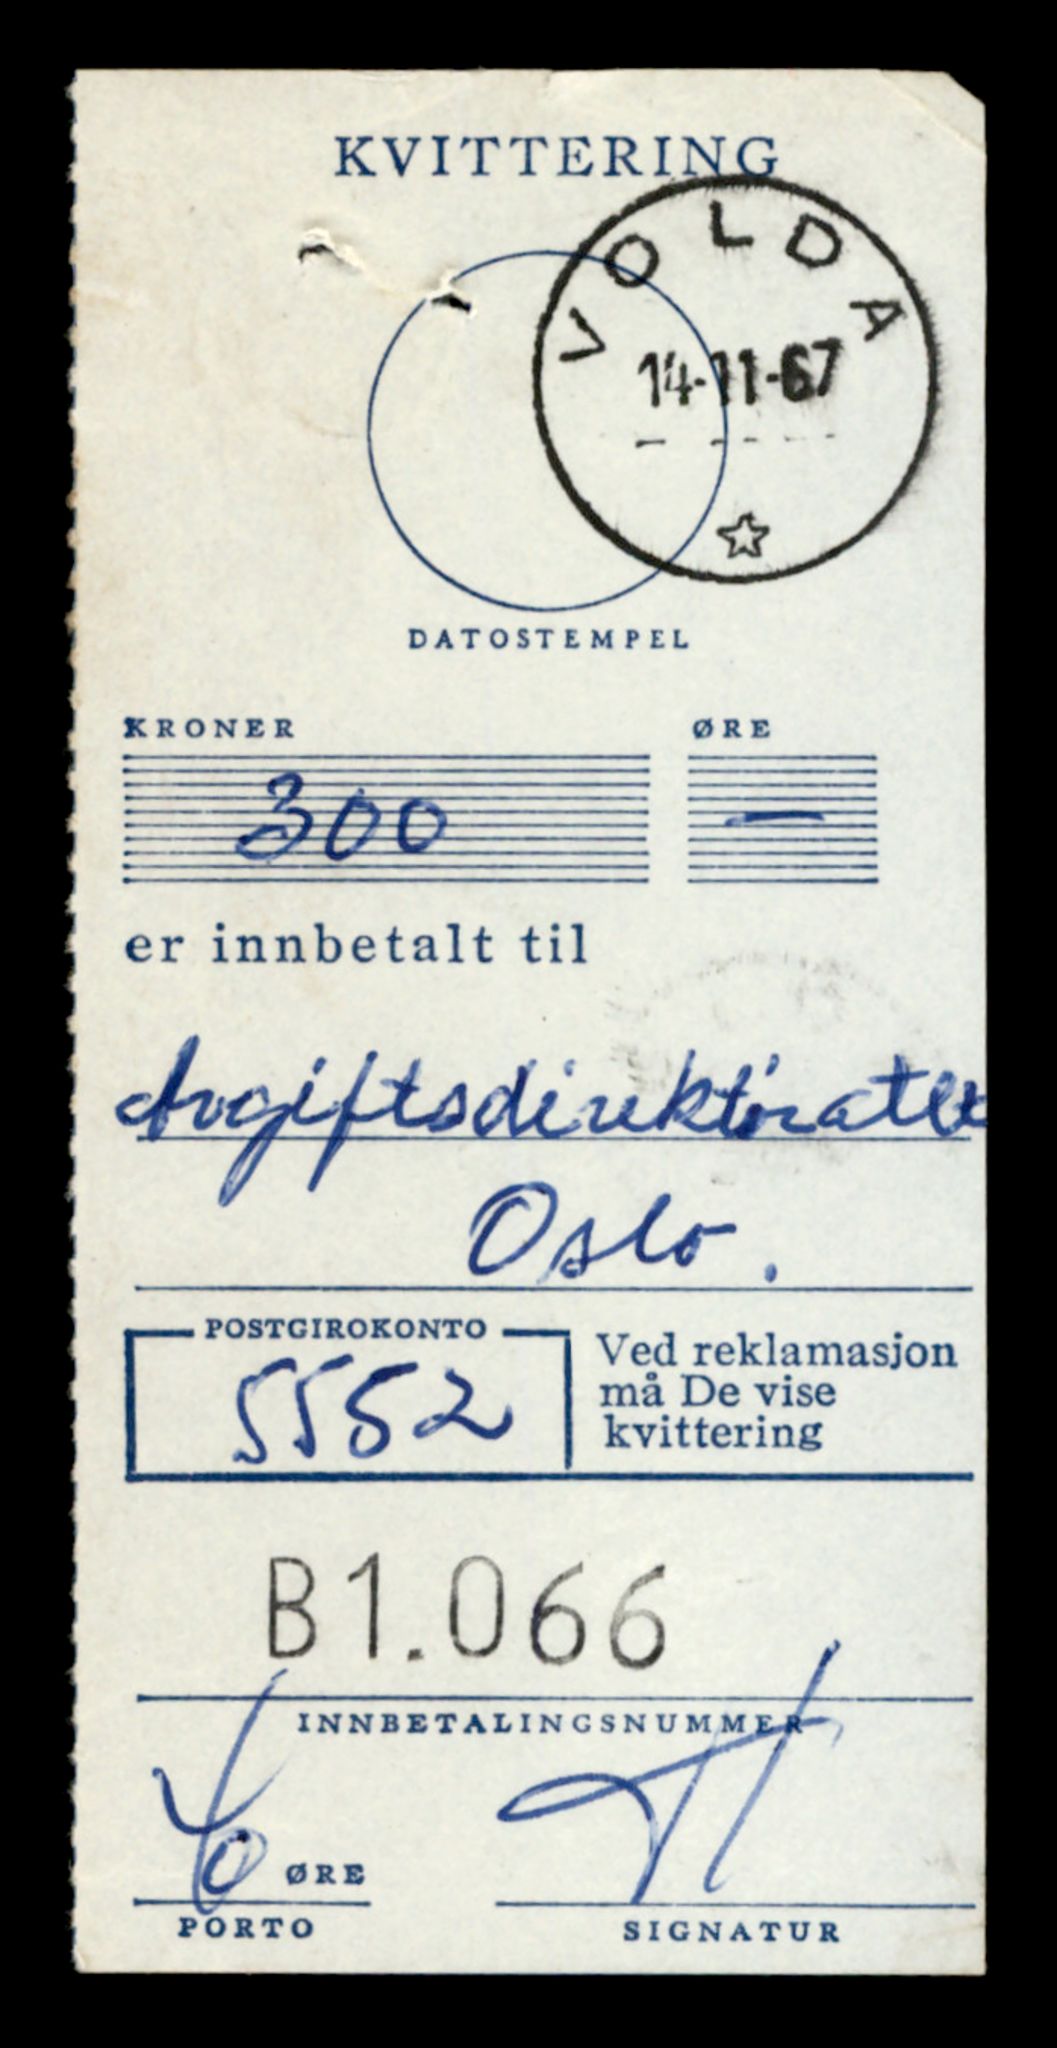 KVITTERING
VOLDA
14-11-67
DATOSTEMPEL
KRONER ØRE
300 —
er innbetalt til
Avgiftsdirektoratet
Oslo.
POSTGIROKONTO
5552
Ved reklamasjon
må De vise
kvittering
B1.066
INNBETALINGSNUMMER
40 ØRE
PORTO
SIGNATUR